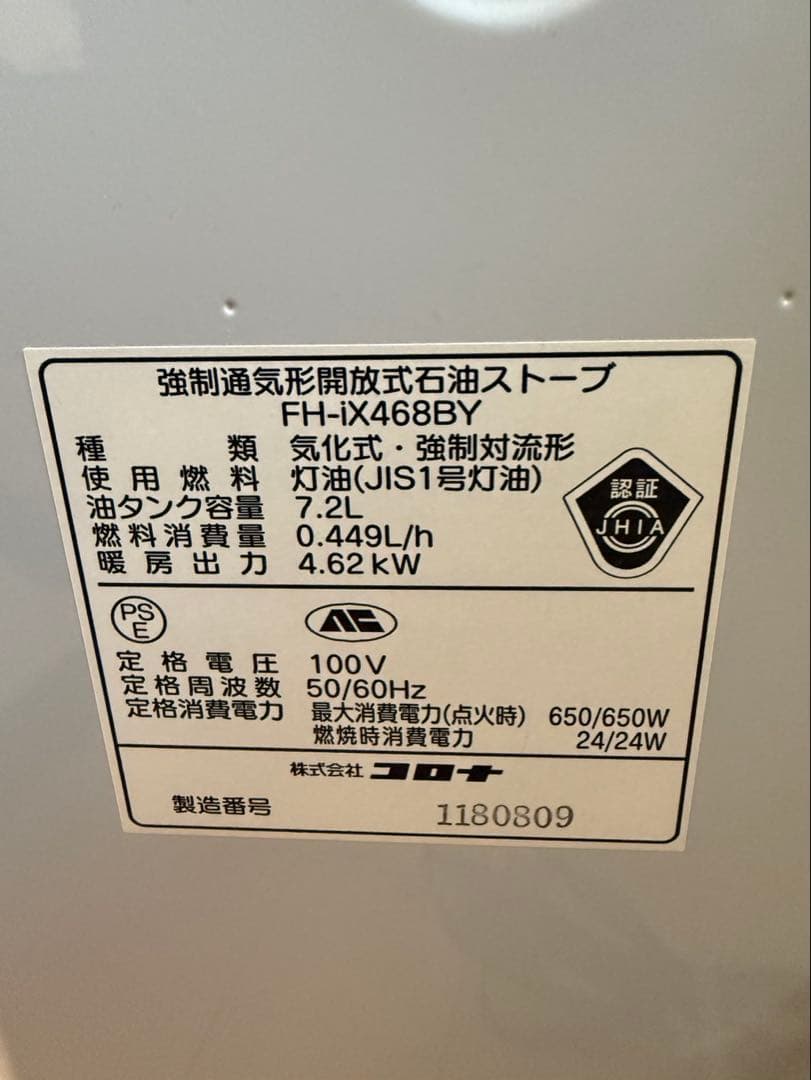 強制通気形開放式石油ストーブ
FH-iX468BY
種類 気化式・強制対流形
使用燃料 灯油(JIS1号灯油)
油タンク容量 7.2L
燃料消費量 0.449L/h
暖房出力 4.62kW
認証
JHIA
PS
E
定格電圧 100V
定格周波数 50/60Hz
定格消費電力 最大消費電力(点火時) 650/650W
燃焼時消費電力 24/24W
株式会社 コロナ
製造番号 1180809